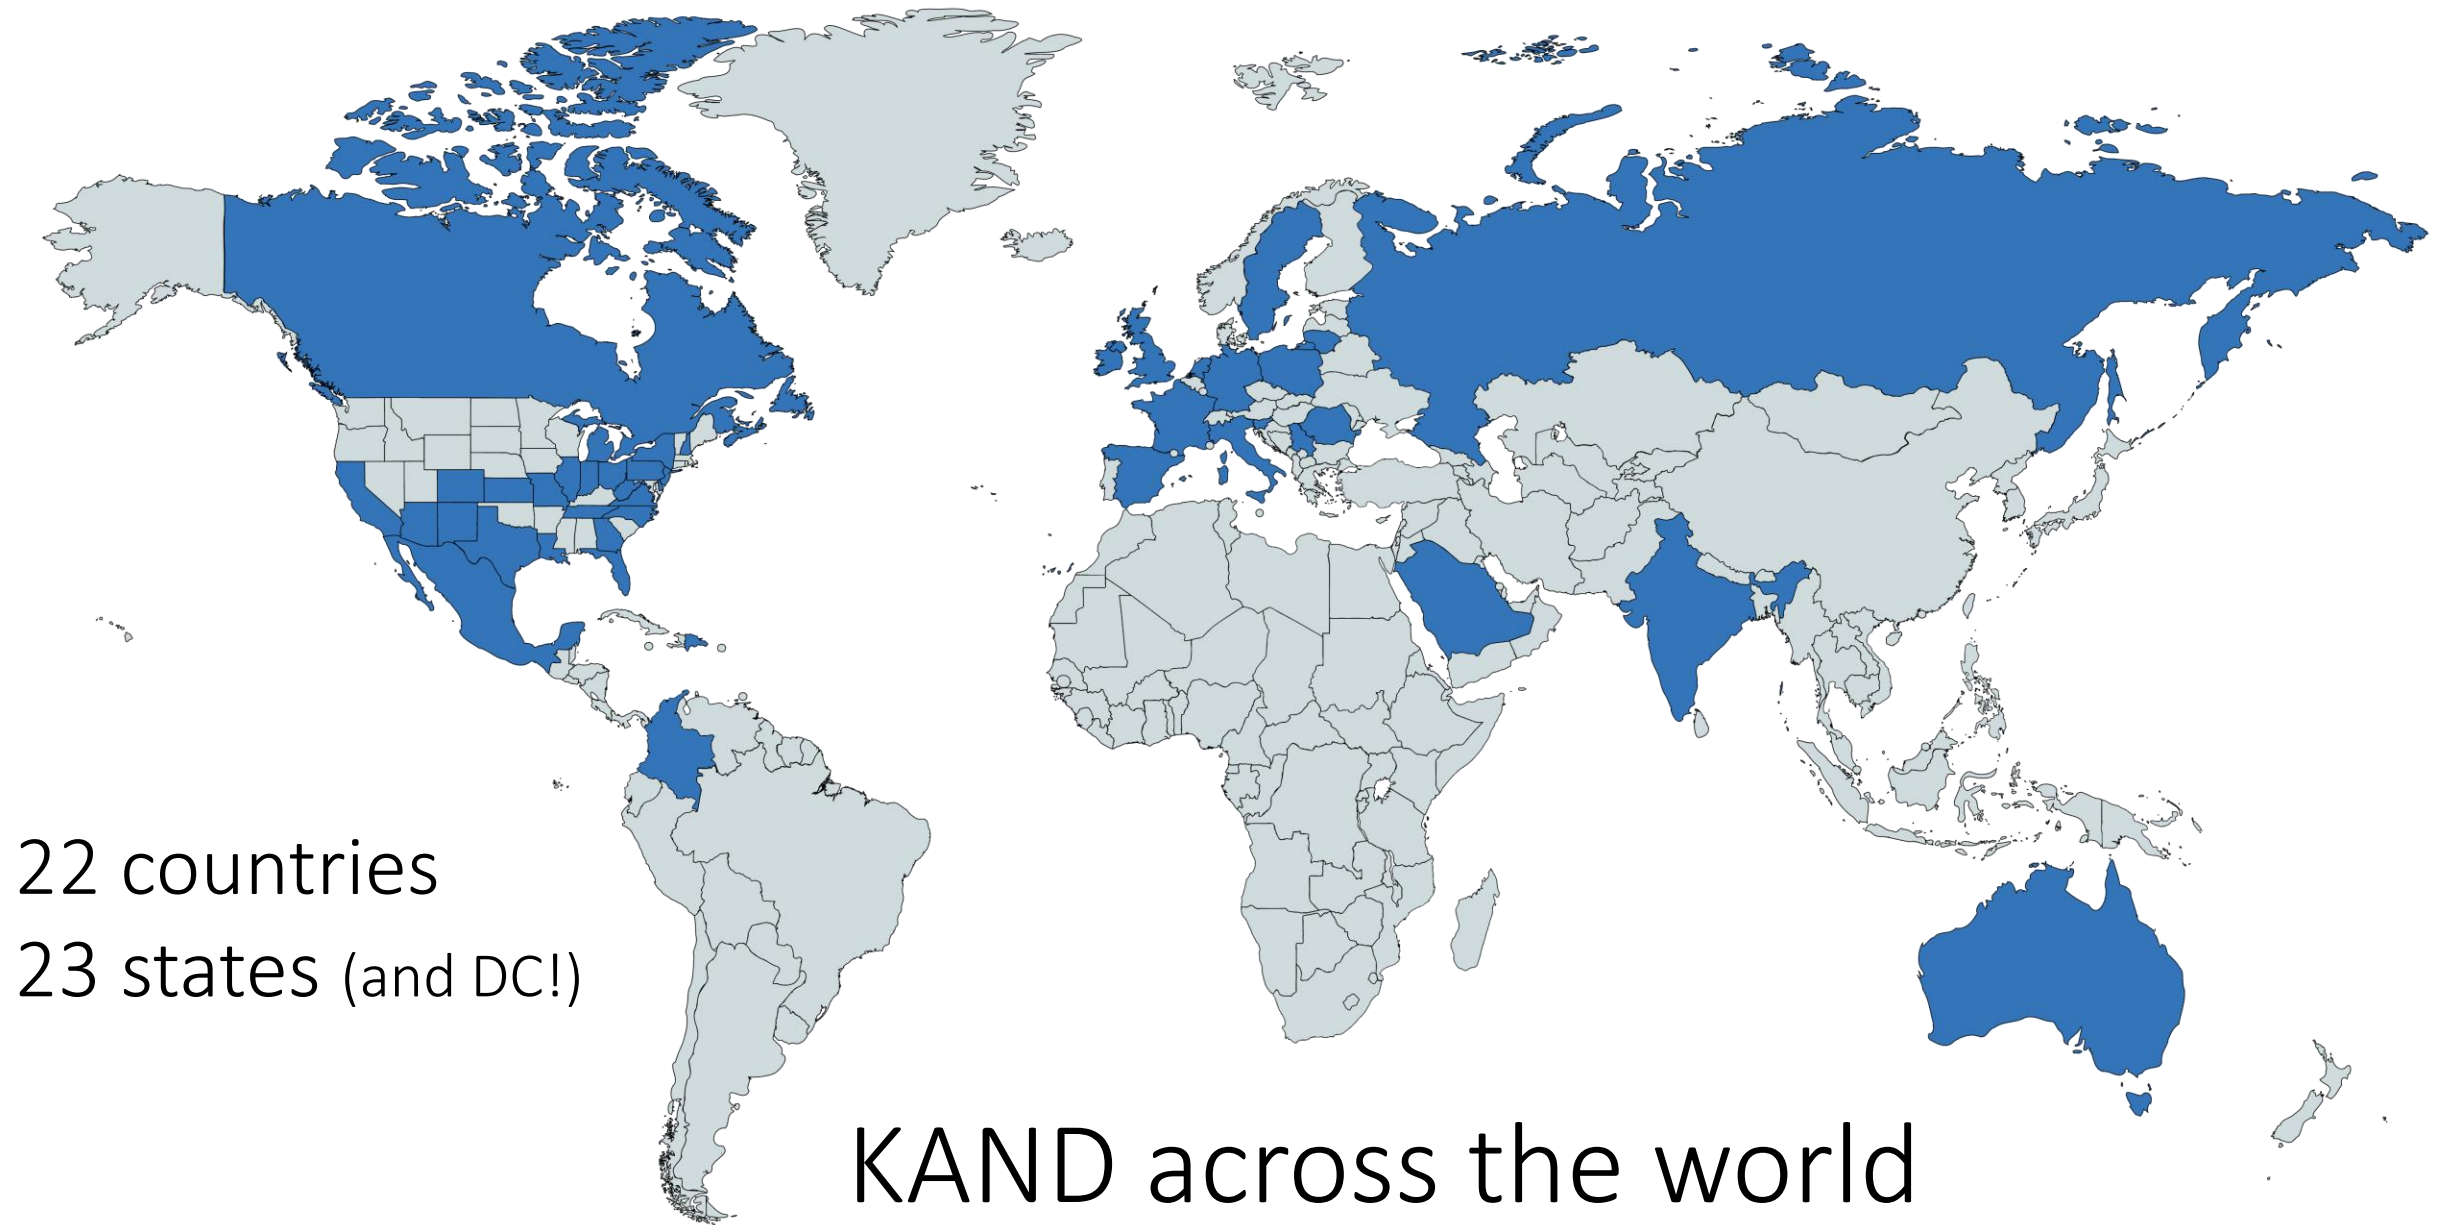 22 countries
23 states (and DC!)
KAND across the world